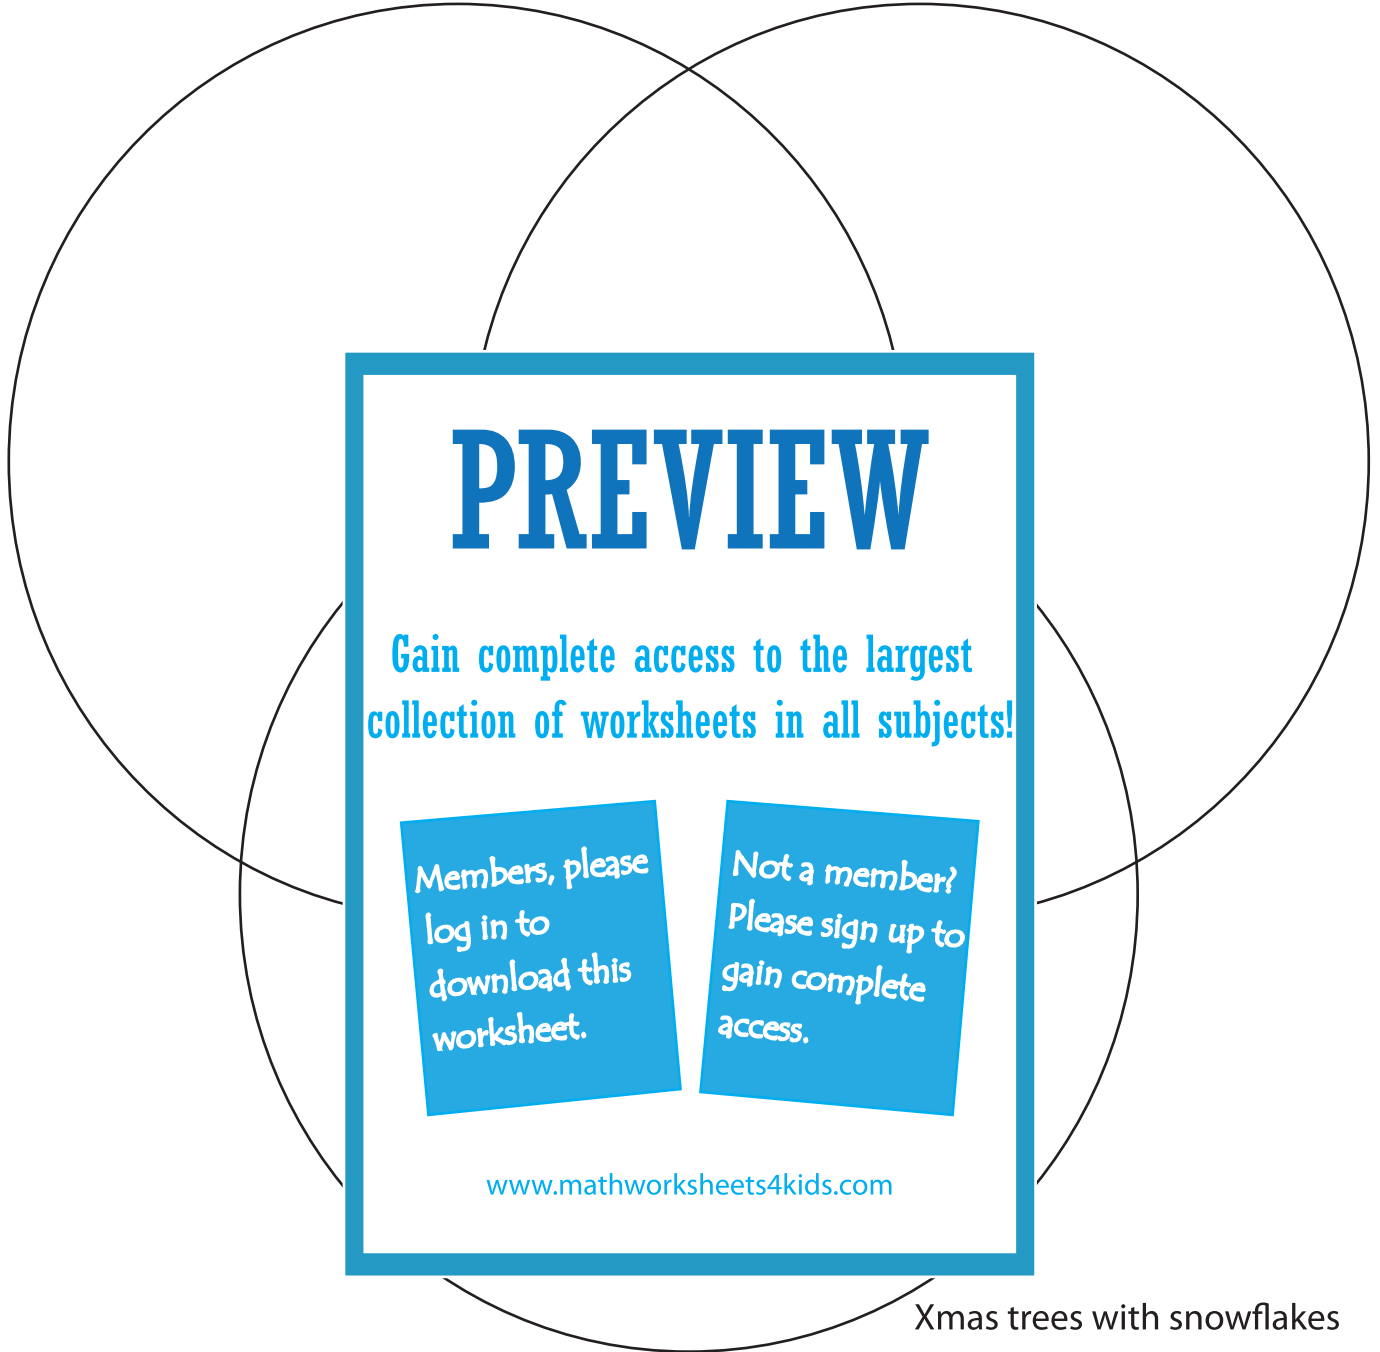 PREVIEW
Gain complete access to the largest
collection of worksheets in all subjects!
Members, please
log in to
download this
worksheet.
Not a member?
Please sign up to
gain complete
access.
www.mathworksheets4kids.com
Xmas trees with snowflakes